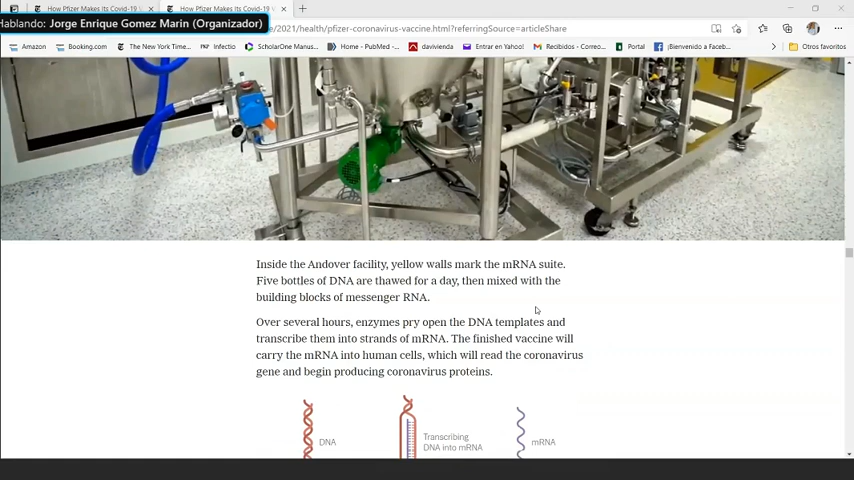 Hablando: Jorge Enrique Gomez Marin (Organizador)
How Pfizer Makes Its Covid-19 V
How Pfizer Makes Its Covid-19 V
e/2021/health/pfizer-coronavirus-vaccine.html?referringSource=articleShare
Amazon
Booking.com
The New York Time...
CNN
Infecto
ScholarOne Manus...
Home - PubMed -...
davivienda
Entrar en Yahoo!
Recibidos - Correo...
Portal
¡Bienvenido a Faceb...
Otros favoritos
Inside the Andover facility, yellow walls mark the mRNA suite.
Five bottles of DNA are thawed for a day, then mixed with the
building blocks of messenger RNA.
Over several hours, enzymes pry open the DNA templates and
transcribe them into strands of mRNA. The finished vaccine will
carry the mRNA into human cells, which will read the coronavirus
gene and begin producing coronavirus proteins.
DNA
Transcribing
DNA into mRNA
mRNA